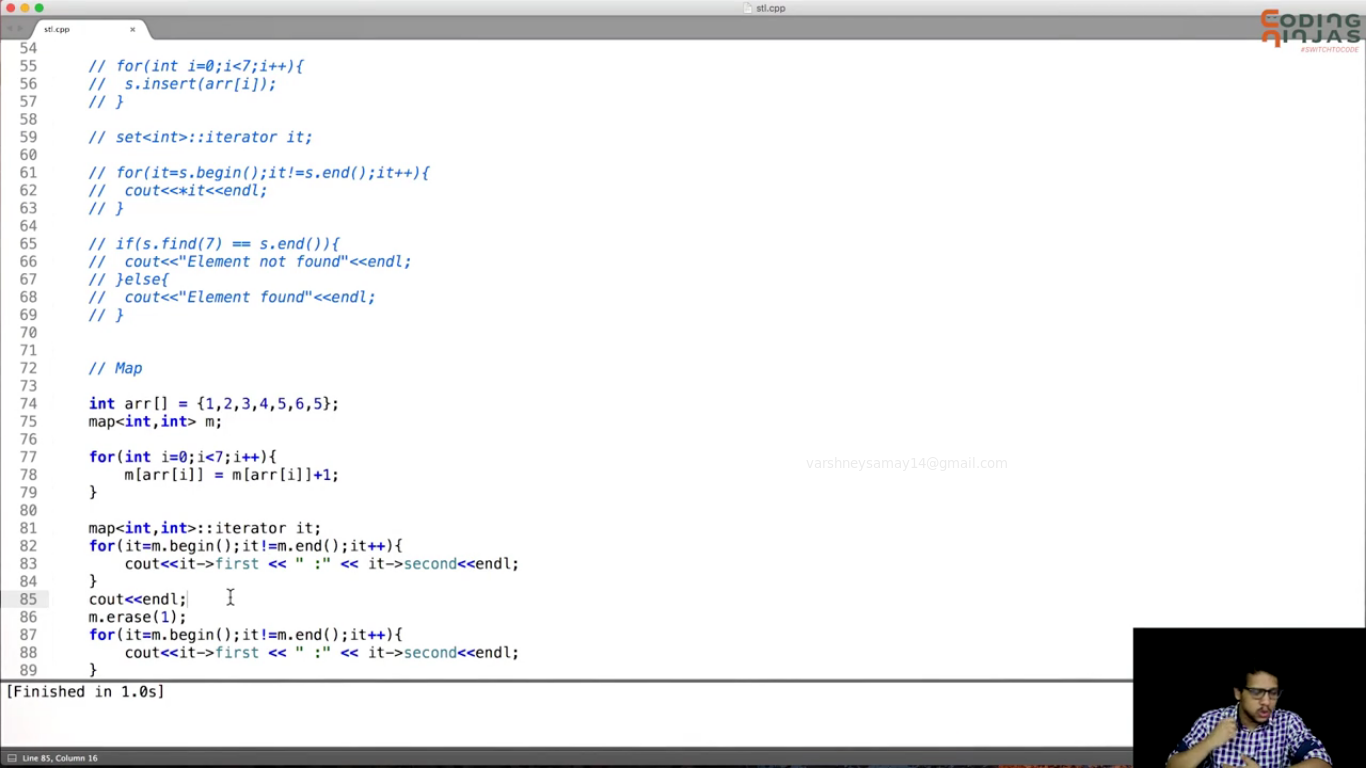 stl.cpp
stl.cpp ×
CODING
NINJAS
#SWITCHTOCODE
54
55 // for(int i=0;i<7;i++){
56 //  s.insert(arr[i]);
57 // }
58
59 // set<int>::iterator it;
60
61 // for(it=s.begin();it!=s.end();it++){
62 //  cout<<*it<<endl;
63 // }
64
65 // if(s.find(7) == s.end()){
66 //  cout<<"Element not found"<<endl;
67 // }else{
68 //  cout<<"Element found"<<endl;
69 // }
70
71
72 // Map
73
74 int arr[] = {1,2,3,4,5,6,5};
75 map<int,int> m;
76
77 for(int i=0;i<7;i++){
78     m[arr[i]] = m[arr[i]]+1;
79 }
80
81 map<int,int>::iterator it;
82 for(it=m.begin();it!=m.end();it++){
83     cout<<it->first << " :" << it->second<<endl;
84 }
85 cout<<endl;
86 m.erase(1);
87 for(it=m.begin();it!=m.end();it++){
88     cout<<it->first << " :" << it->second<<endl;
89 }
varshneysamay14@gmail.com
[Finished in 1.0s]
Line 85, Column 16